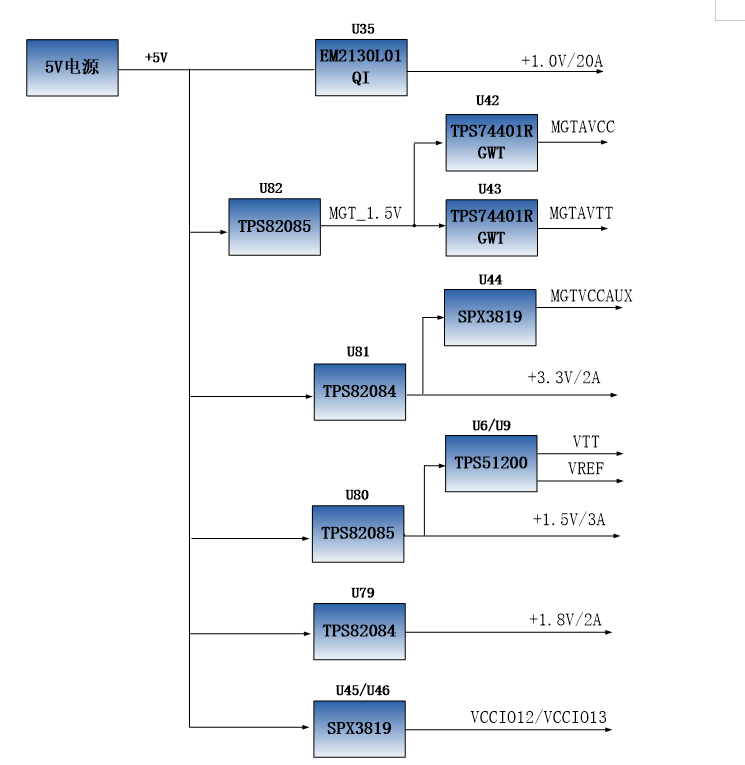 U35
5V电源
+5V
EM2130L01
QI
+1.0V/20A
U42
TPS74401R
GWT
MGTAVCC
U82
TPS82085
MGT_1.5V
U43
TPS74401R
GWT
MGTAVTT
U44
SPX3819
MGTVCCAUX
U81
TPS82084
+3.3V/2A
U6/U9
TPS51200
VTT
VREF
U80
TPS82085
+1.5V/3A
U79
TPS82084
+1.8V/2A
U45/U46
SPX3819
VCCIO12/VCCIO13